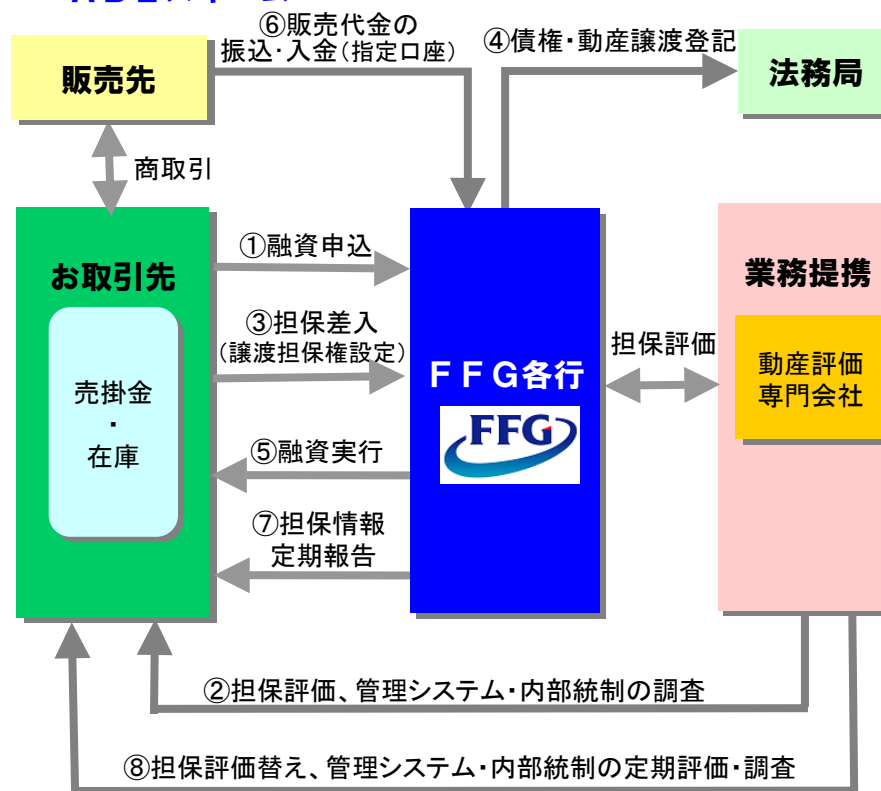 ⑥販売代金の
振込・入金(指定口座)
④債権・動産譲渡登記
販売先
法務局
商取引
①融資申込
お取引先
業務提携
③担保差入
(譲渡担保権設定)
担保評価
FFG各行
動産評価
専門会社
売掛金
・
在庫
FFG
⑤融資実行
⑦担保情報
定期報告
②担保評価、管理システム・内部統制の調査
⑧担保評価替え、管理システム・内部統制の定期評価・調査